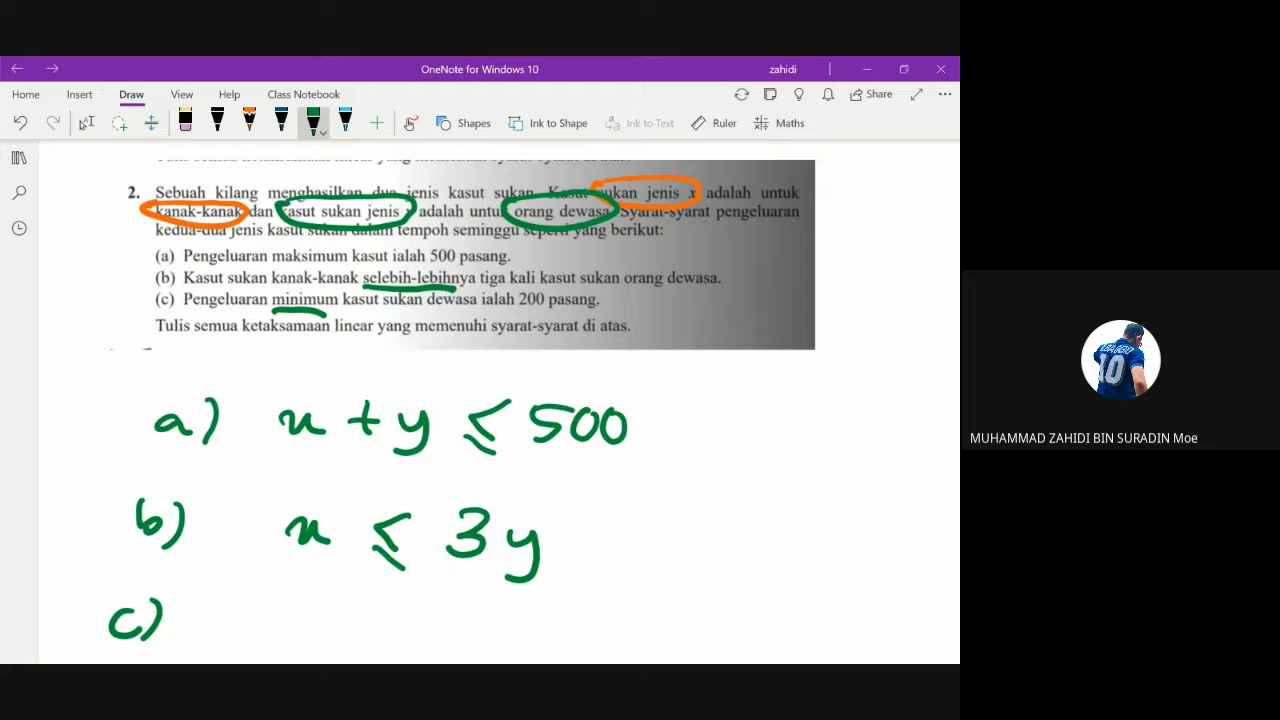 OneNote for Windows 10
zahidi
Home Insert Draw View Help Class Notebook
Share
Shapes Ink to Shape Ink to Text Ruler Maths
2. Sebuah kilang menghasilkan dua jenis kasut sukan. Kasut sukan jenis x adalah untuk
kanak-kanak dan kasut sukan jenis y adalah untuk orang dewasa. Syarat-syarat pengeluaran
kedua-dua jenis kasut sukan dalam tempoh seminggu seperti yang berikut:
(a) Pengeluaran maksimum kasut ialah 500 pasang.
(b) Kasut sukan kanak-kanak selebih-lebihnya tiga kali kasut sukan orang dewasa.
(c) Pengeluaran minimum kasut sukan dewasa ialah 200 pasang.
Tulis semua ketaksamaan linear yang memenuhi syarat-syarat di atas.
a) x + y ≤ 500
b) x ≤ 3y
c)
10
MUHAMMAD ZAHIDI BIN SURADIN Moe